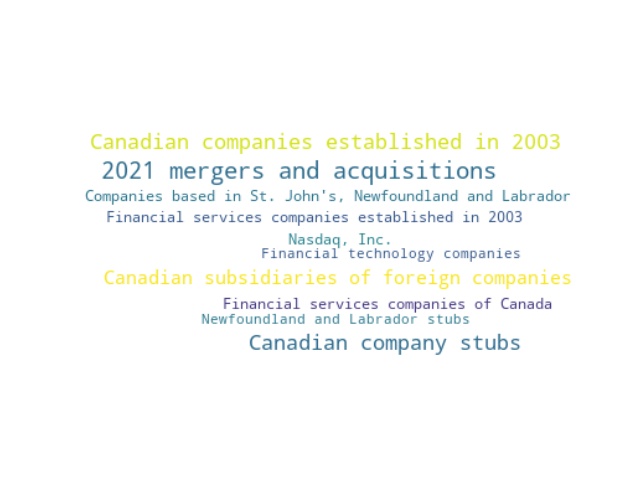 Canadian companies established in 2003
2021 mergers and acquisitions
Companies based in St. John's, Newfoundland and Labrador
Financial services companies established in 2003
Nasdaq, Inc.
Financial technology companies
Canadian subsidiaries of foreign companies
Financial services companies of Canada
Newfoundland and Labrador stubs
Canadian company stubs